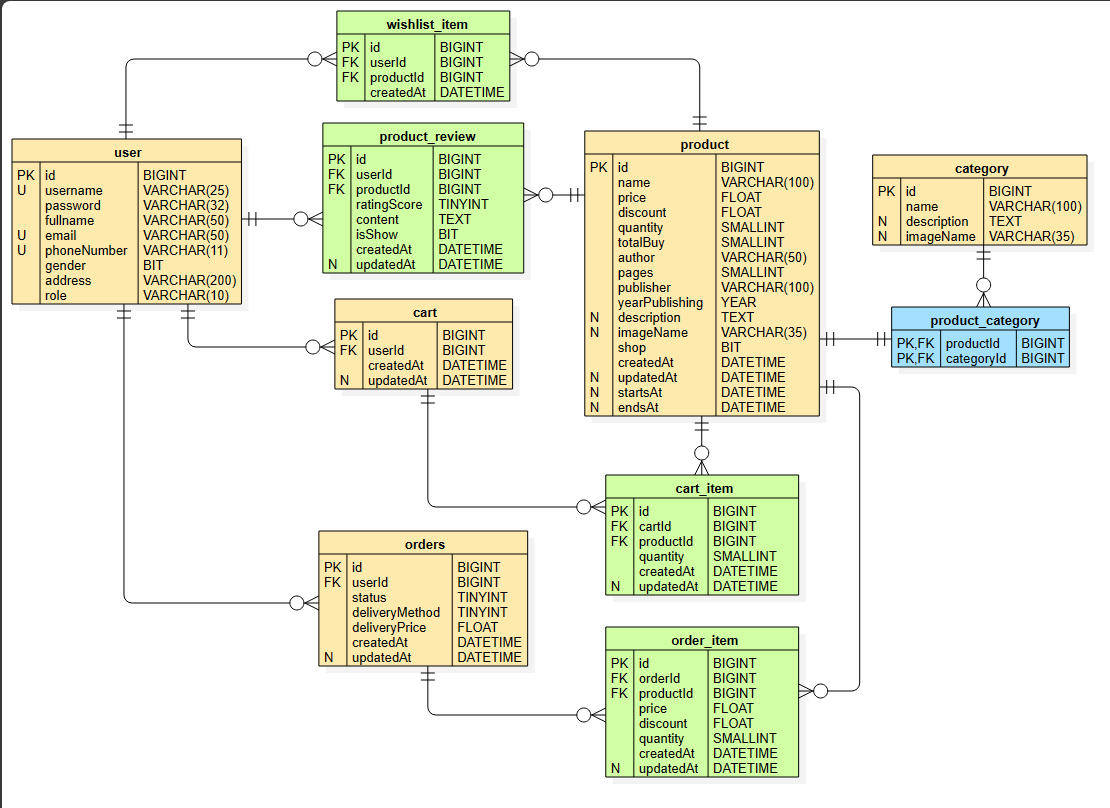 wishlist_item
PK id BIGINT
FK userId BIGINT
FK productId BIGINT
createdAt DATETIME
product_review
PK id BIGINT
FK userId BIGINT
FK productId BIGINT
ratingScore TINYINT
content TEXT
isShow BIT
createdAt DATETIME
N updatedAt DATETIME
user
PK id BIGINT
U username VARCHAR(25)
password VARCHAR(32)
fullname VARCHAR(50)
U email VARCHAR(50)
U phoneNumber VARCHAR(11)
gender BIT
address VARCHAR(200)
role VARCHAR(10)
product
PK id BIGINT
name VARCHAR(100)
price FLOAT
discount FLOAT
quantity SMALLINT
totalBuy SMALLINT
author VARCHAR(50)
pages SMALLINT
publisher VARCHAR(100)
yearPublishing YEAR
N description TEXT
N imageName VARCHAR(35)
shop BIT
createdAt DATETIME
N updatedAt DATETIME
N startsAt DATETIME
N endsAt DATETIME
category
PK id BIGINT
name VARCHAR(100)
N description TEXT
N imageName VARCHAR(35)
product_category
PK,FK productId BIGINT
PK,FK categoryId BIGINT
cart
PK id BIGINT
FK userId BIGINT
createdAt DATETIME
N updatedAt DATETIME
cart_item
PK id BIGINT
FK cartId BIGINT
FK productId BIGINT
quantity SMALLINT
createdAt DATETIME
N updatedAt DATETIME
orders
PK id BIGINT
FK userId BIGINT
status TINYINT
deliveryMethod TINYINT
deliveryPrice FLOAT
createdAt DATETIME
N updatedAt DATETIME
order_item
PK id BIGINT
FK orderId BIGINT
FK productId BIGINT
price FLOAT
discount FLOAT
quantity SMALLINT
createdAt DATETIME
N updatedAt DATETIME